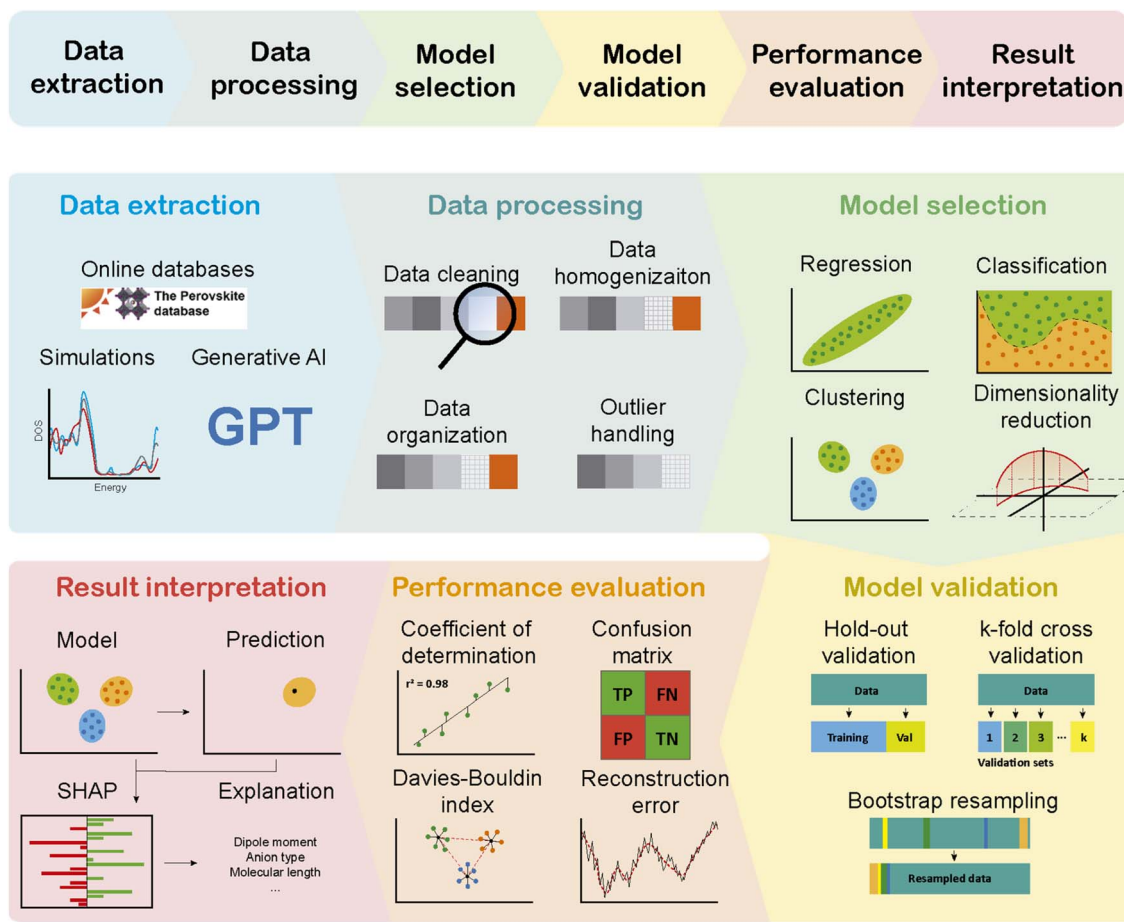 Data
extraction
Data
processing
Model
selection
Model
validation
Performance
evaluation
Result
interpretation
Data extraction
Online databases
The Perovskite
database
Simulations
Generative AI
DOS
Energy
GPT
Data processing
Data cleaning
Data
homogenizaiton
Data
organization
Outlier
handling
Model selection
Regression
Classification
Clustering
Dimensionality
reduction
Result interpretation
Model
Prediction
SHAP
Explanation
Dipole moment
Anion type
Molecular length
...
Performance evaluation
Coefficient of
determination
r² = 0.98
Confusion
matrix
TP FN
FP TN
Davies-Bouldin
index
Reconstruction
error
Model validation
Hold-out
validation
Data
Training Val
k-fold cross
validation
Data
1 2 3 ... k
Validation sets
Bootstrap resampling
Resampled data